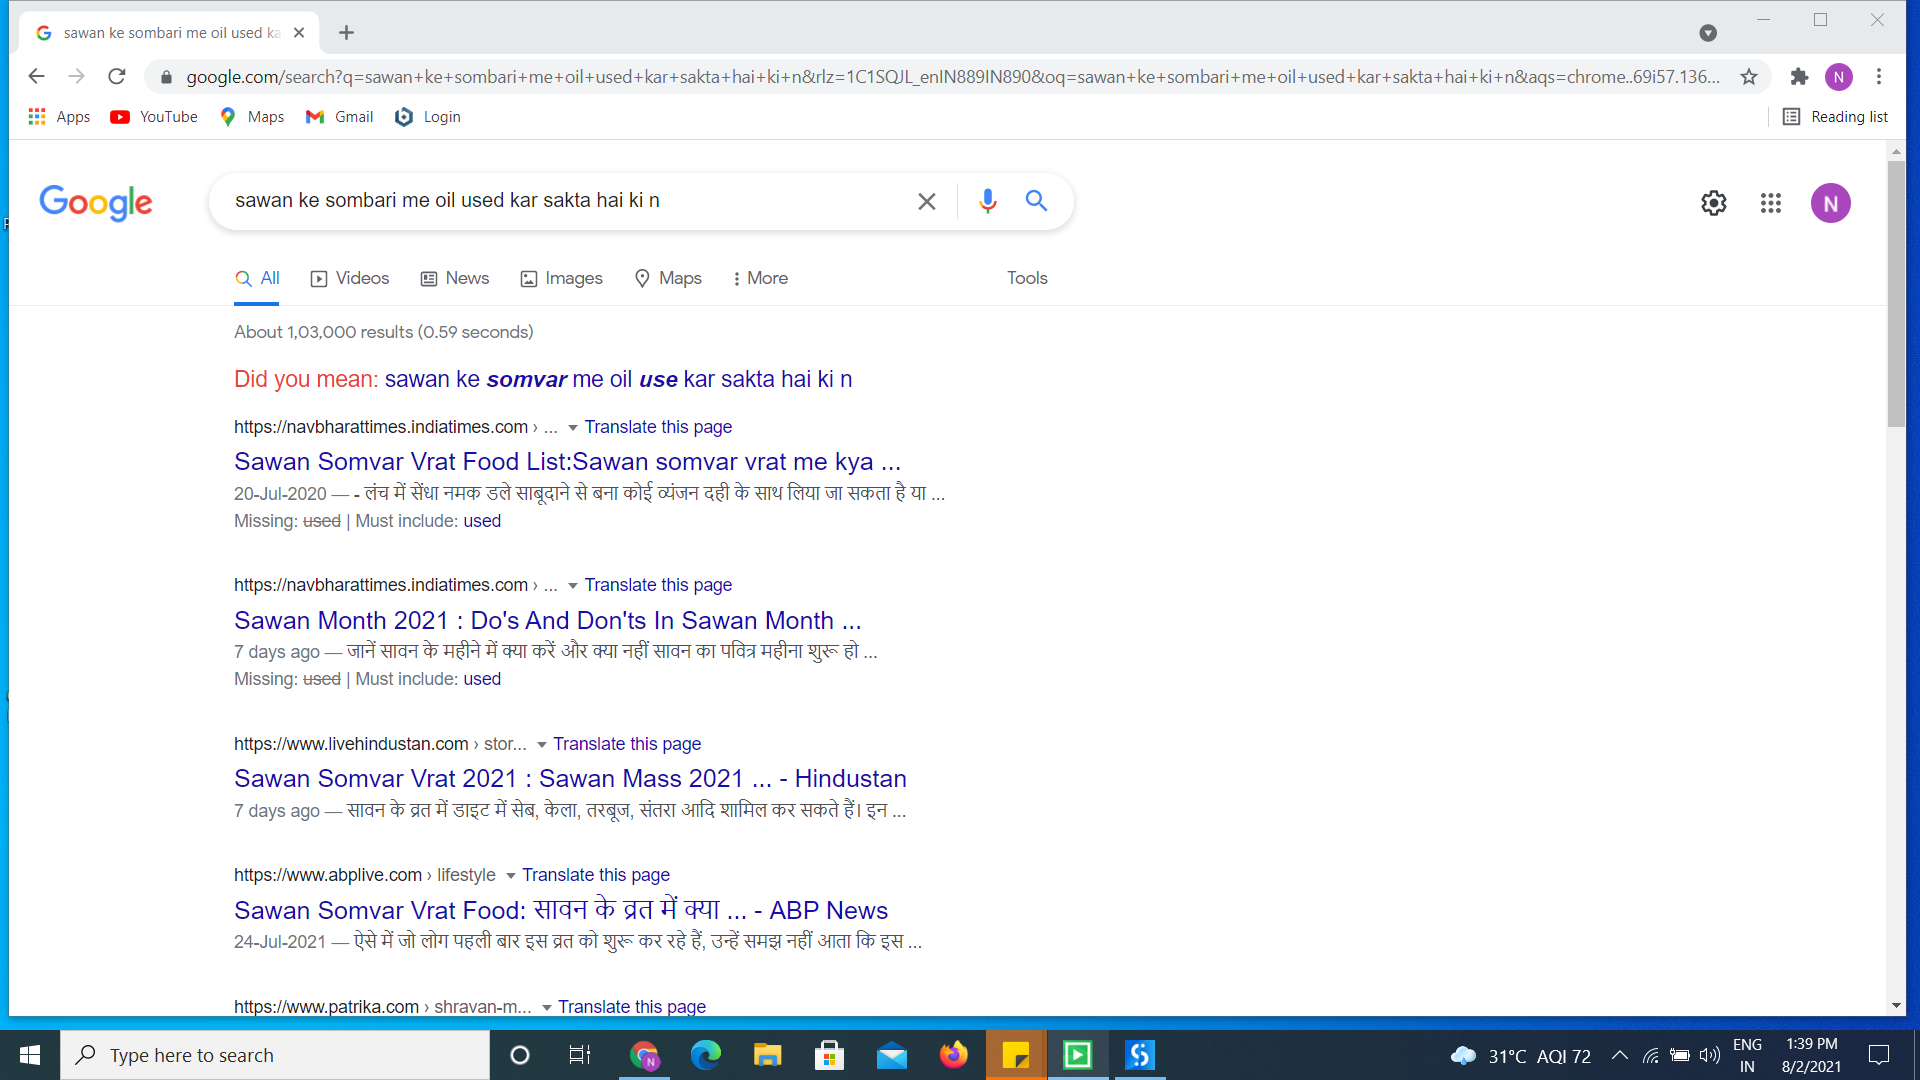 sawan ke sombari me oil used ka
google.com/search?q=sawan+ke+sombari+me+oil+used+kar+sakta+hai+ki+n&rlz=1C1SQJL_enIN889IN890&oq=sawan+ke+sombari+me+oil+used+kar+sakta+hai+ki+n&aqs=chrome..69i57.136... N
Apps YouTube Maps Gmail Login Reading list
Google sawan ke sombari me oil used kar sakta hai ki n N
All Videos News Images Maps More Tools
About 1,03,000 results (0.59 seconds)
Did you mean: sawan ke somvar me oil use kar sakta hai ki n
https://navbharattimes.indiatimes.com › ... Translate this page
Sawan Somvar Vrat Food List:Sawan somvar vrat me kya ...
20-Jul-2020 — - लंच में सेंधा नमक डले साबूदाने से बना कोई व्यंजन दही के साथ लिया जा सकता है या ...
Missing: used | Must include: used
https://navbharattimes.indiatimes.com › ... Translate this page
Sawan Month 2021 : Do's And Don'ts In Sawan Month ...
7 days ago — जानें सावन के महीने में क्या करें और क्या नहीं सावन का पवित्र महीना शुरू हो ...
Missing: used | Must include: used
https://www.livehindustan.com › stor... Translate this page
Sawan Somvar Vrat 2021 : Sawan Mass 2021 ... - Hindustan
7 days ago — सावन के व्रत में डाइट में सेब, केला, तरबूज, संतरा आदि शामिल कर सकते हैं। इन ...
https://www.abplive.com › lifestyle Translate this page
Sawan Somvar Vrat Food: सावन के व्रत में क्या ... - ABP News
24-Jul-2021 — ऐसे में जो लोग पहली बार इस व्रत को शुरू कर रहे हैं, उन्हें समझ नहीं आता कि इस ...
https://www.patrika.com › shravan-m... Translate this page
Type here to search N 31°C AQI 72 ENG 1:39 PM
IN 8/2/2021